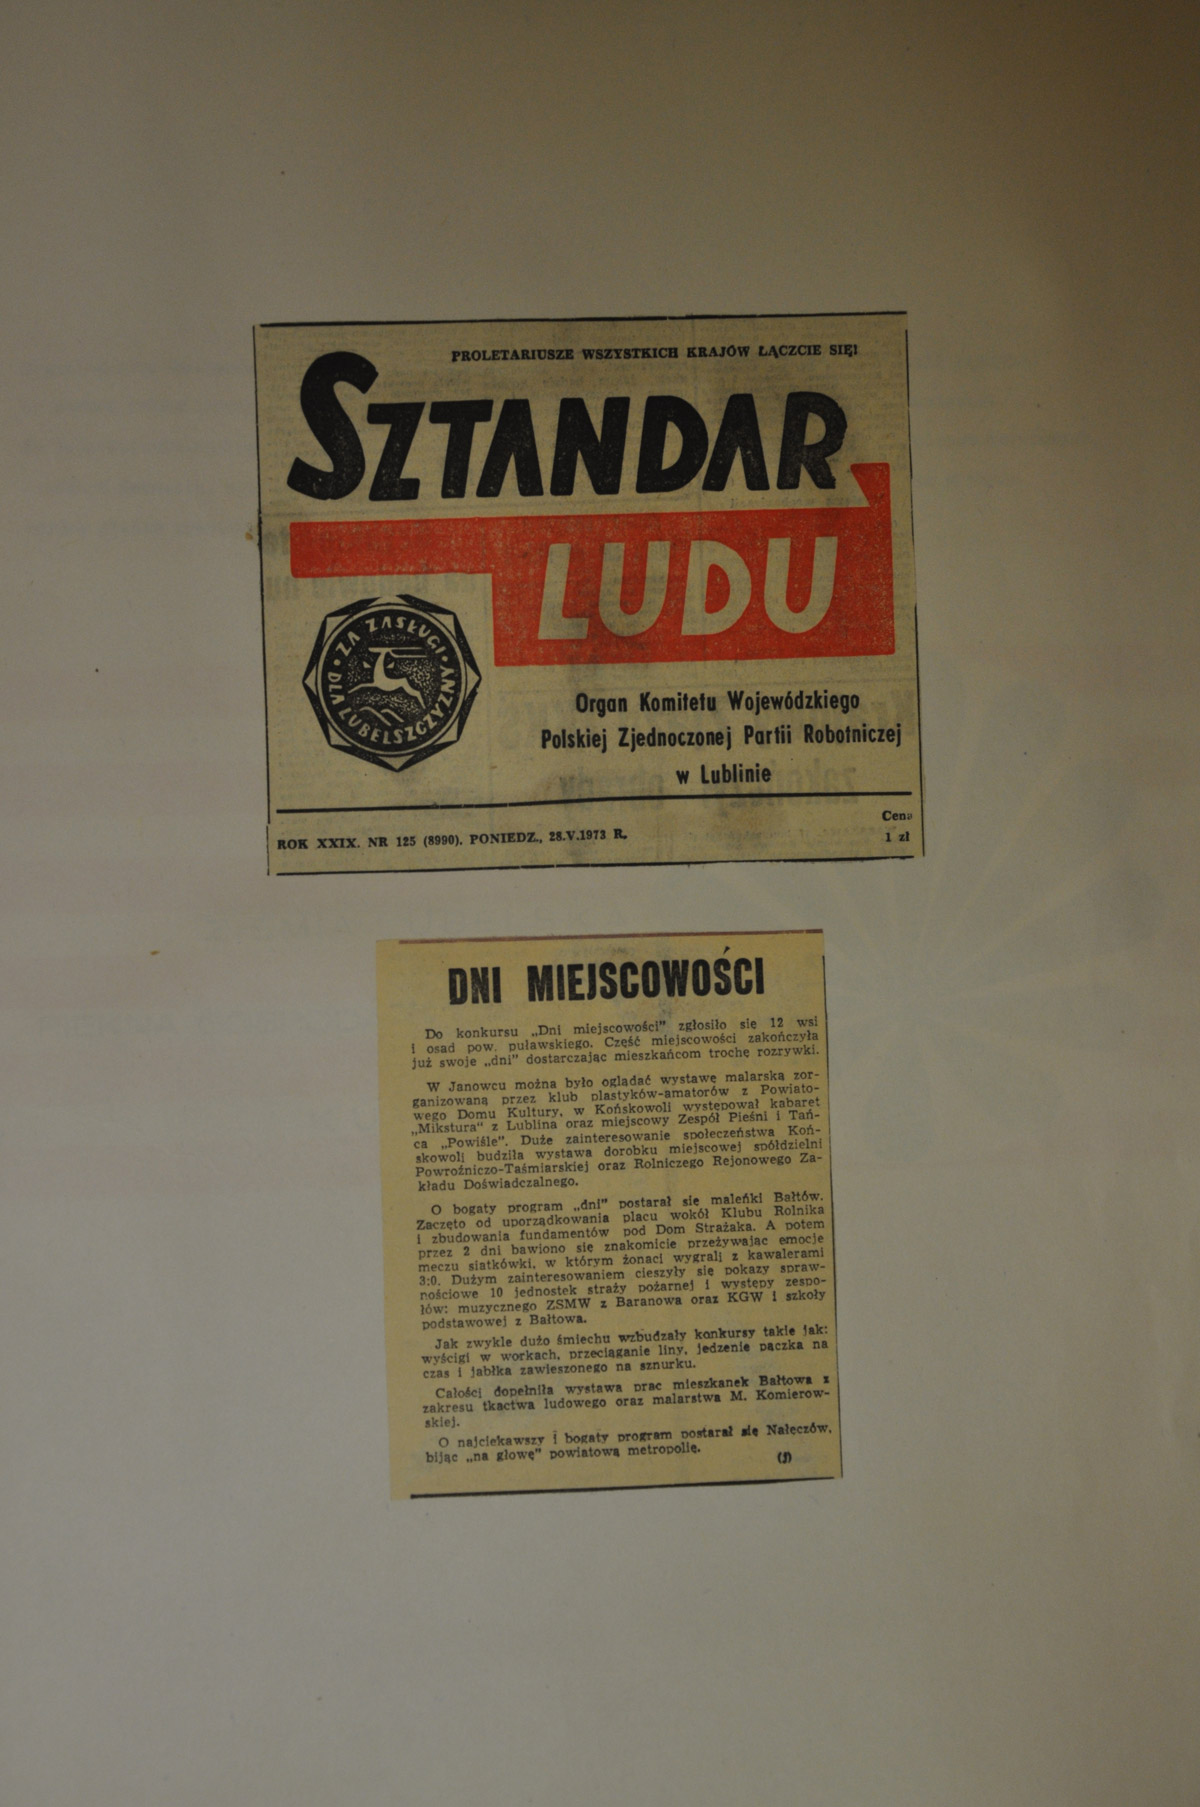 PROLETARIUSZE WSZYSTKICH KRAJÓW ŁĄCZCIE SIĘ!
SZTANDAR
LUDU
ZA ZASŁUGI
DLA LUBELSZCZYZNY
Organ Komitetu Wojewódzkiego
Polskiej Zjednoczonej Partii Robotniczej
w Lublinie
ROK XXIX. NR 125 (8990). PONIEDZ., 28.V.1973 R.
Cena
1 zł
DNI MIEJSCOWOŚCI
Do konkursu „Dni miejscowości” zgłosiło się 12 wsi
i osad pow. puławskiego. Część miejscowości zakończyła
już swoje „dni” dostarczając mieszkańcom trochę rozrywki.
W Janowcu można było oglądać wystawę malarską zor-
ganizowaną przez klub plastyków-amatorów z Powiato-
wego Domu Kultury, w Końskowoli występował kabaret
„Mikstura” z Lublina oraz miejscowy Zespół Pieśni i Tań-
ca „Powiśle”. Duże zainteresowanie społeczeństwa Koń-
skowoli budziła wystawa dorobku miejscowej spółdzielni
Powroźniczo-Taśmiarskiej oraz Rolniczego Rejonowego Za-
kładu Doświadczalnego.
O bogaty program „dni” postarał się maleńki Bałtów.
Zaczęto od uporządkowania placu wokół Klubu Rolnika
i zbudowania fundamentów pod Dom Strażaka. A potem
przez 2 dni bawiono się znakomicie przeżywając emocje
meczu siatkówki, w którym żonaci wygrali z kawalerami
3:0. Dużym zainteresowaniem cieszyły się pokazy spraw-
nościowe 10 jednostek straży pożarnej i występy zespo-
łów: muzycznego ZSMW z Baranowa oraz KGW i szkoły
podstawowej z Bałtowa.
Jak zwykle dużo śmiechu wzbudzały konkursy takie jak:
wyścigi w workach, przeciąganie liny, jedzenie pączka na
czas i jabłka zawieszonego na sznurku.
Całości dopełniła wystawa prac mieszkanek Bałtowa z
zakresu tkactwa ludowego oraz malarstwa M. Komierow-
skiej.
O najciekawszy i bogaty program postarał się Nałęczów,
bijąc „na głowę” powiatową metropolię.
(J)